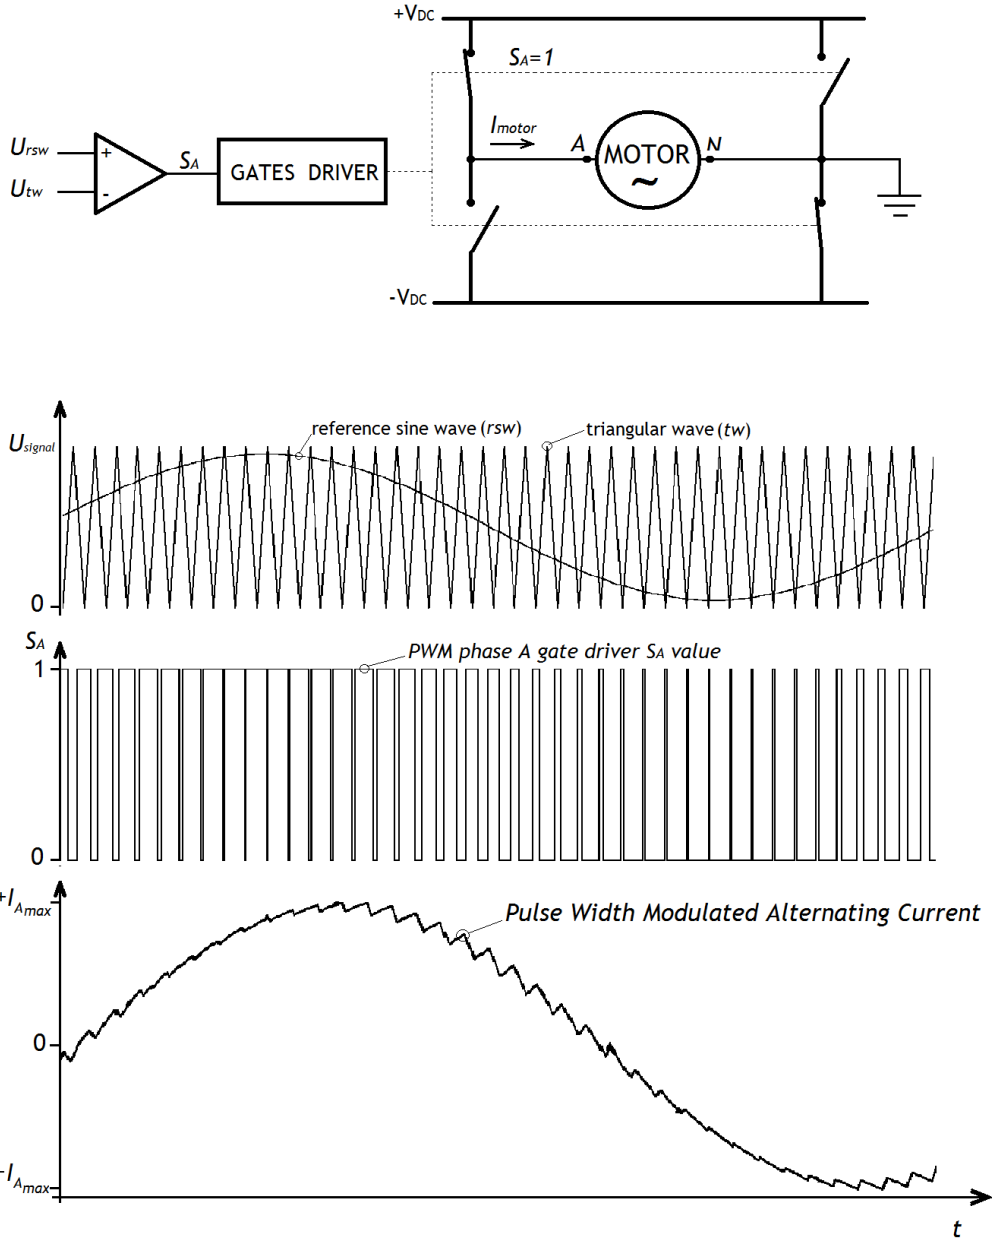 +VDC
SA=1
Imotor
A
MOTOR
~
N
Ursw
+
SA
GATES DRIVER
Utw
-
-VDC
reference sine wave (rsw)
triangular wave (tw)
Usignal
0
SA
PWM phase A gate driver SA value
1
0
+IAmax
Pulse Width Modulated Alternating Current
0
-IAmax
t